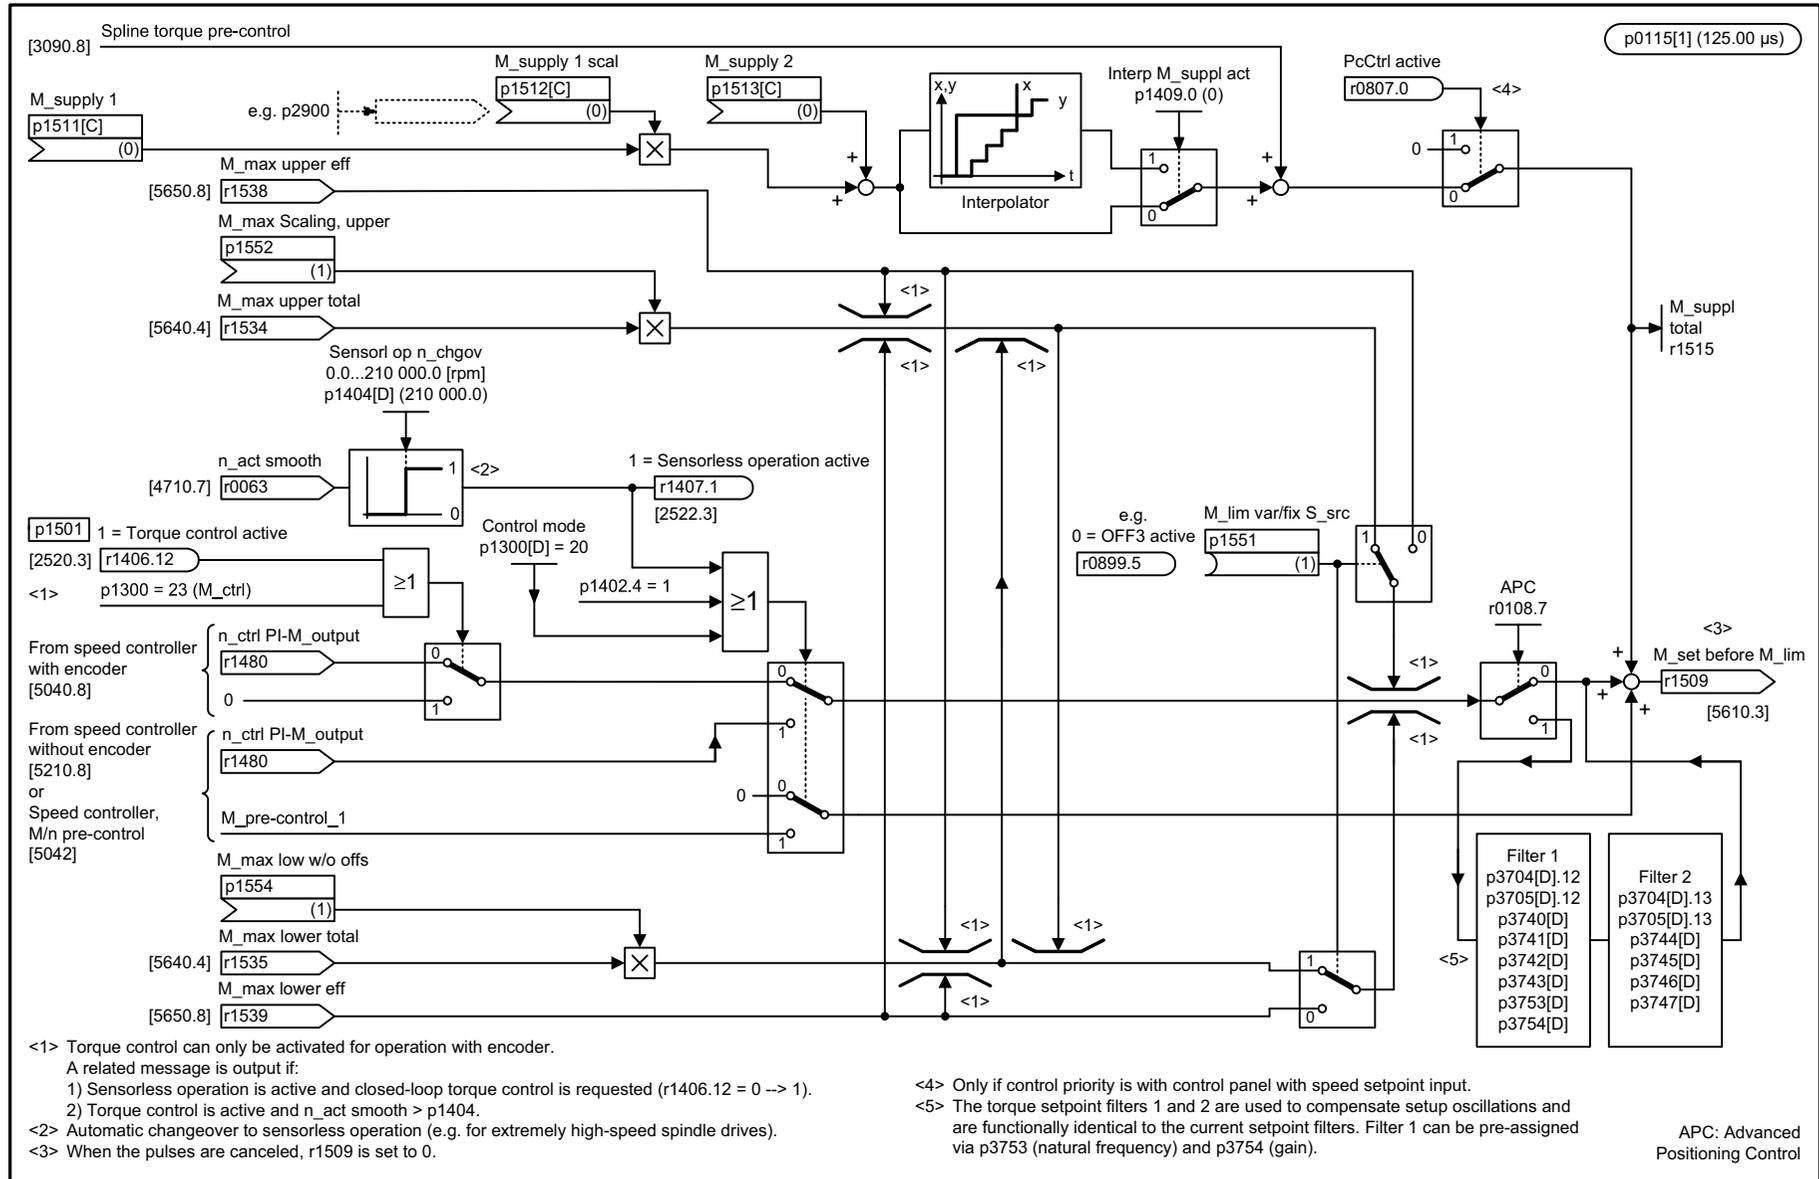 Spline torque pre-control
[3090.8]
p0115[1] (125.00 µs)
M_supply 1
p1511[C]
(0)
e.g. p2900
M_supply 1 scal
p1512[C]
(0)
M_supply 2
p1513[C]
(0)
+
+
x,y
x
y
t
Interpolator
Interp M_suppl act
p1409.0 (0)
1
0
+
+
PcCtrl active
r0807.0
<4>
0
1
0
M_max upper eff
[5650.8]
r1538
M_max Scaling, upper
p1552
(1)
M_max upper total
[5640.4]
r1534
<1>
<1>
<1>
M_suppl
total
r1515
Sensorl op n_chgov
0.0...210 000.0 [rpm]
p1404[D] (210 000.0)
n_act smooth
[4710.7]
r0063
1
0
<2>
1 = Sensorless operation active
r1407.1
[2522.3]
p1501
1 = Torque control active
[2520.3]
r1406.12
<1>
p1300 = 23 (M_ctrl)
≥1
Control mode
p1300[D] = 20
p1402.4 = 1
≥1
e.g.
0 = OFF3 active
r0899.5
M_lim var/fix S_src
p1551
(1)
1
0
APC
r0108.7
0
1
<1>
<1>
<3>
M_set before M_lim
r1509
[5610.3]
+
+
+
From speed controller
with encoder
[5040.8]
n_ctrl PI-M_output
r1480
0
0
1
From speed controller
without encoder
[5210.8]
or
Speed controller,
M/n pre-control
[5042]
n_ctrl PI-M_output
r1480
M_pre-control_1
0
1
0
0
1
M_max low w/o offs
p1554
(1)
M_max lower total
[5640.4]
r1535
M_max lower eff
[5650.8]
r1539
<1>
<1>
<1>
1
0
<5>
Filter 1
p3704[D].12
p3705[D].12
p3740[D]
p3741[D]
p3742[D]
p3743[D]
p3753[D]
p3754[D]
Filter 2
p3704[D].13
p3705[D].13
p3744[D]
p3745[D]
p3746[D]
p3747[D]
<1> Torque control can only be activated for operation with encoder.
A related message is output if:
1) Sensorless operation is active and closed-loop torque control is requested (r1406.12 = 0 --> 1).
2) Torque control is active and n_act smooth > p1404.
<2> Automatic changeover to sensorless operation (e.g. for extremely high-speed spindle drives).
<3> When the pulses are canceled, r1509 is set to 0.
<4> Only if control priority is with control panel with speed setpoint input.
<5> The torque setpoint filters 1 and 2 are used to compensate setup oscillations and
are functionally identical to the current setpoint filters. Filter 1 can be pre-assigned
via p3753 (natural frequency) and p3754 (gain).
APC: Advanced
Positioning Control